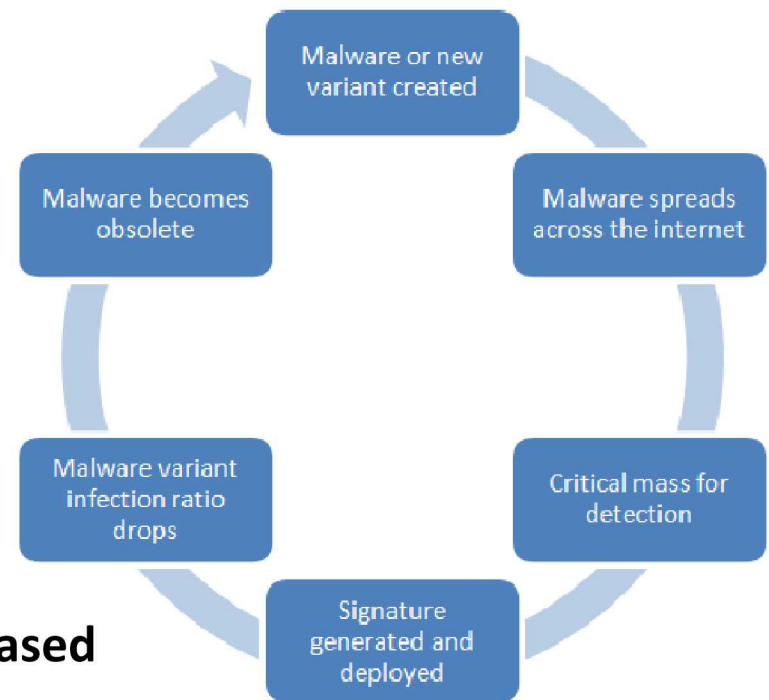 Malware or new
variant created
Malware spreads
across the internet
Critical mass for
detection
Signature
generated and
deployed
Malware variant
infection ratio
drops
Malware becomes
obsolete
ased